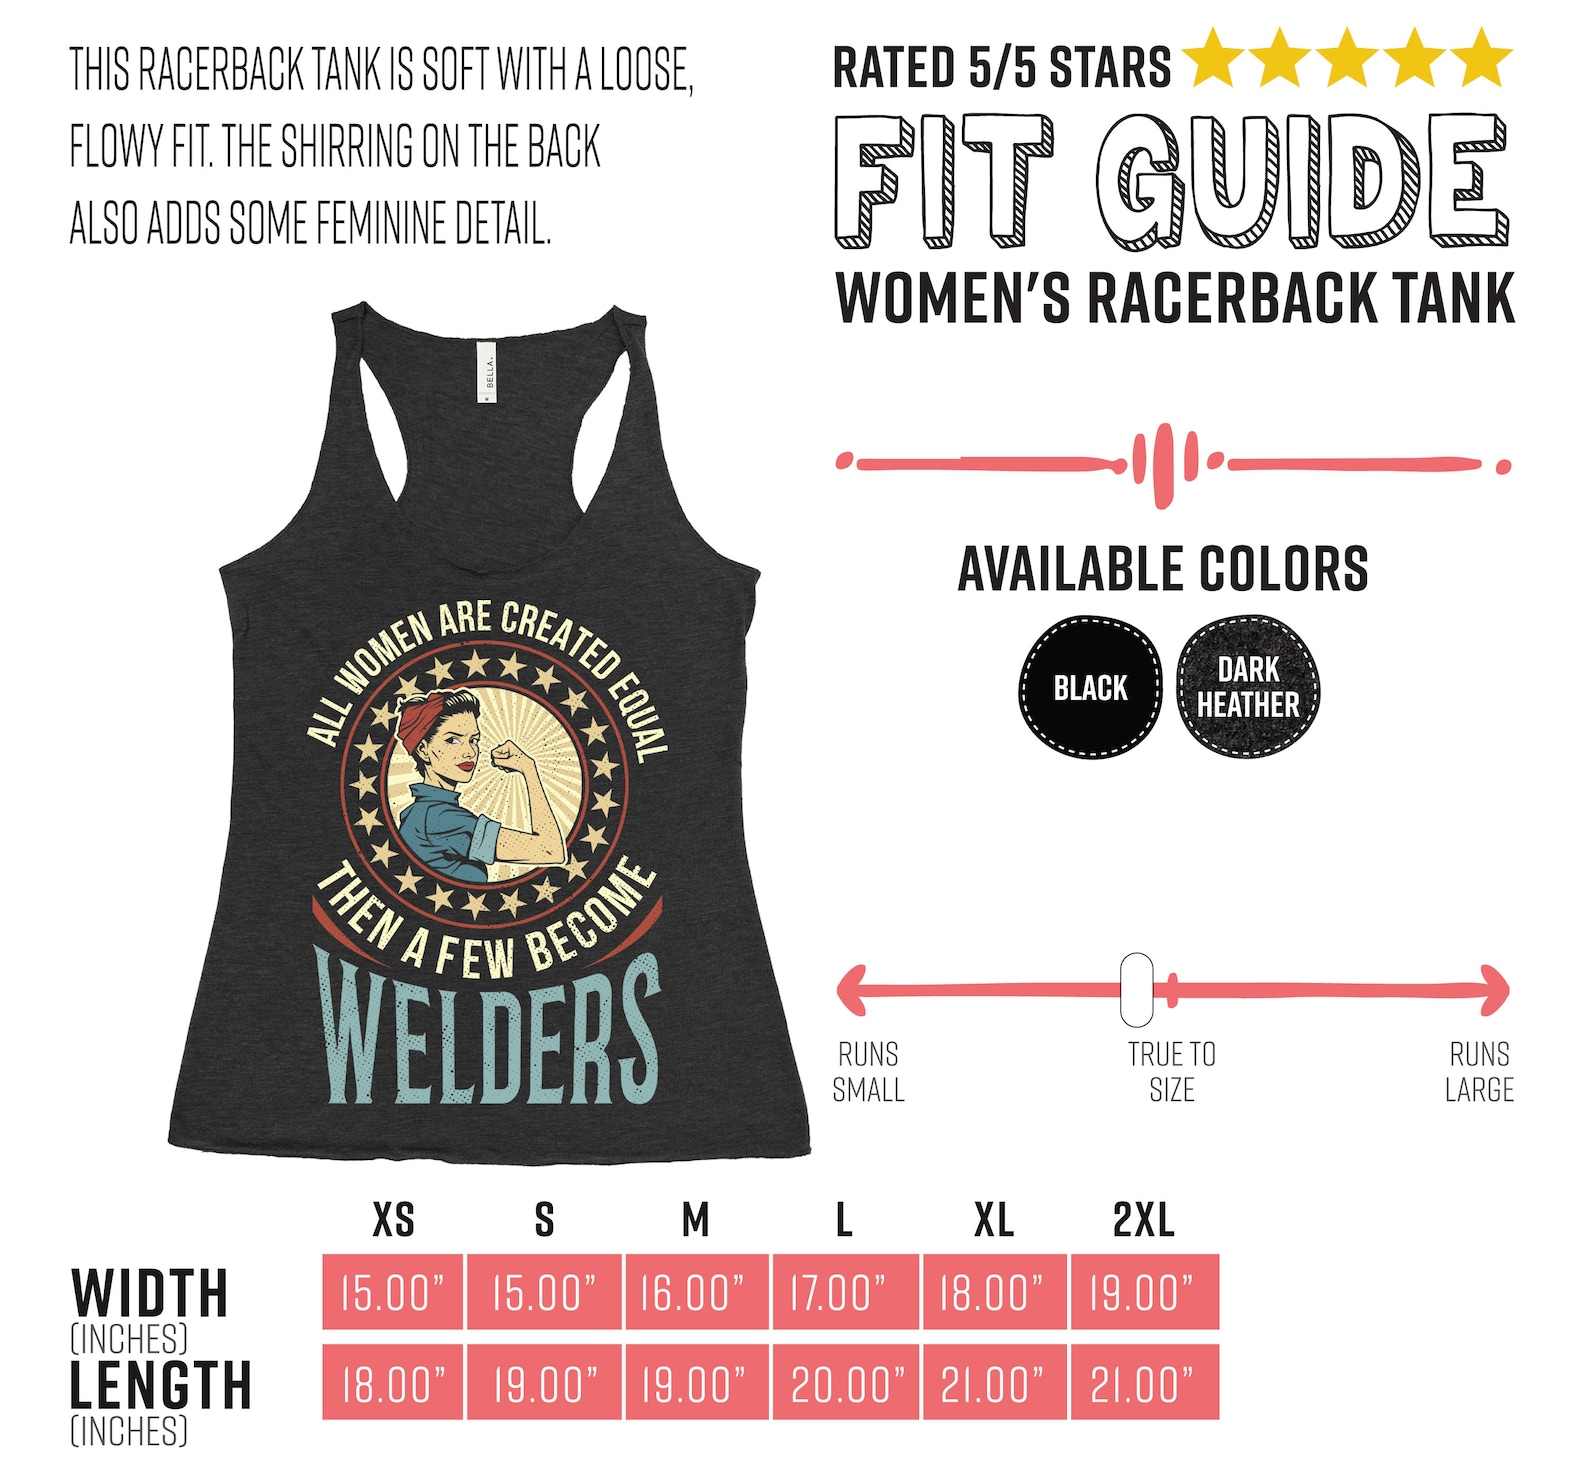 THIS RACERBACK TANK IS SOFT WITH A LOOSE,
FLOWY FIT. THE SHIRRING ON THE BACK
ALSO ADDS SOME FEMININE DETAIL.
RATED 5/5 STARS
FIT GUIDE
WOMEN'S RACERBACK TANK
BELLA.
M
ALL WOMEN ARE CREATED EQUAL
THEN A FEW BECOME
WELDERS
AVAILABLE COLORS
BLACK
DARK
HEATHER
RUNS
SMALL
TRUE TO
SIZE
RUNS
LARGE
XS S M L XL 2XL
WIDTH 15.00” 15.00” 16.00” 17.00” 18.00” 19.00”
(INCHES)
LENGTH 18.00” 19.00” 19.00” 20.00” 21.00” 21.00”
(INCHES)